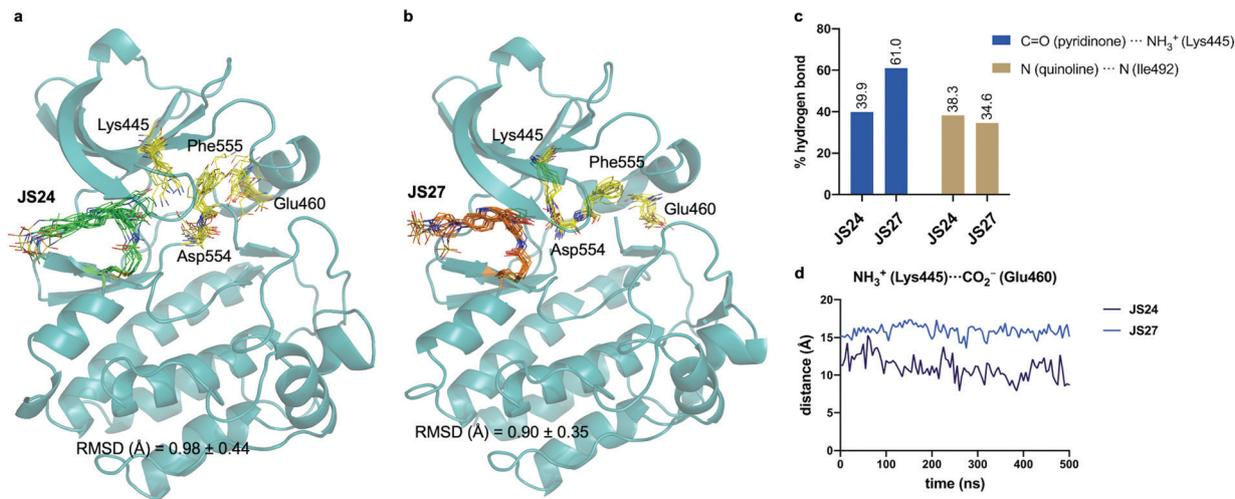 a
Lys445
Phe555
JS24
Glu460
Asp554
RMSD (Å) = 0.98 ± 0.44
b
Lys445
Phe555
JS27
Glu460
Asp554
RMSD (Å) = 0.90 ± 0.35
c
% hydrogen bond
80
60
40
20
0
39.9
61.0
38.3
34.6
JS24
JS27
JS24
JS27
C=O (pyridinone) ··· NH₃⁺ (Lys445)
N (quinoline) ··· N (Ile492)
d
NH₃⁺ (Lys445)···CO₂⁻ (Glu460)
distance (Å)
20
15
10
5
0
0 100 200 300 400 500
time (ns)
JS24
JS27